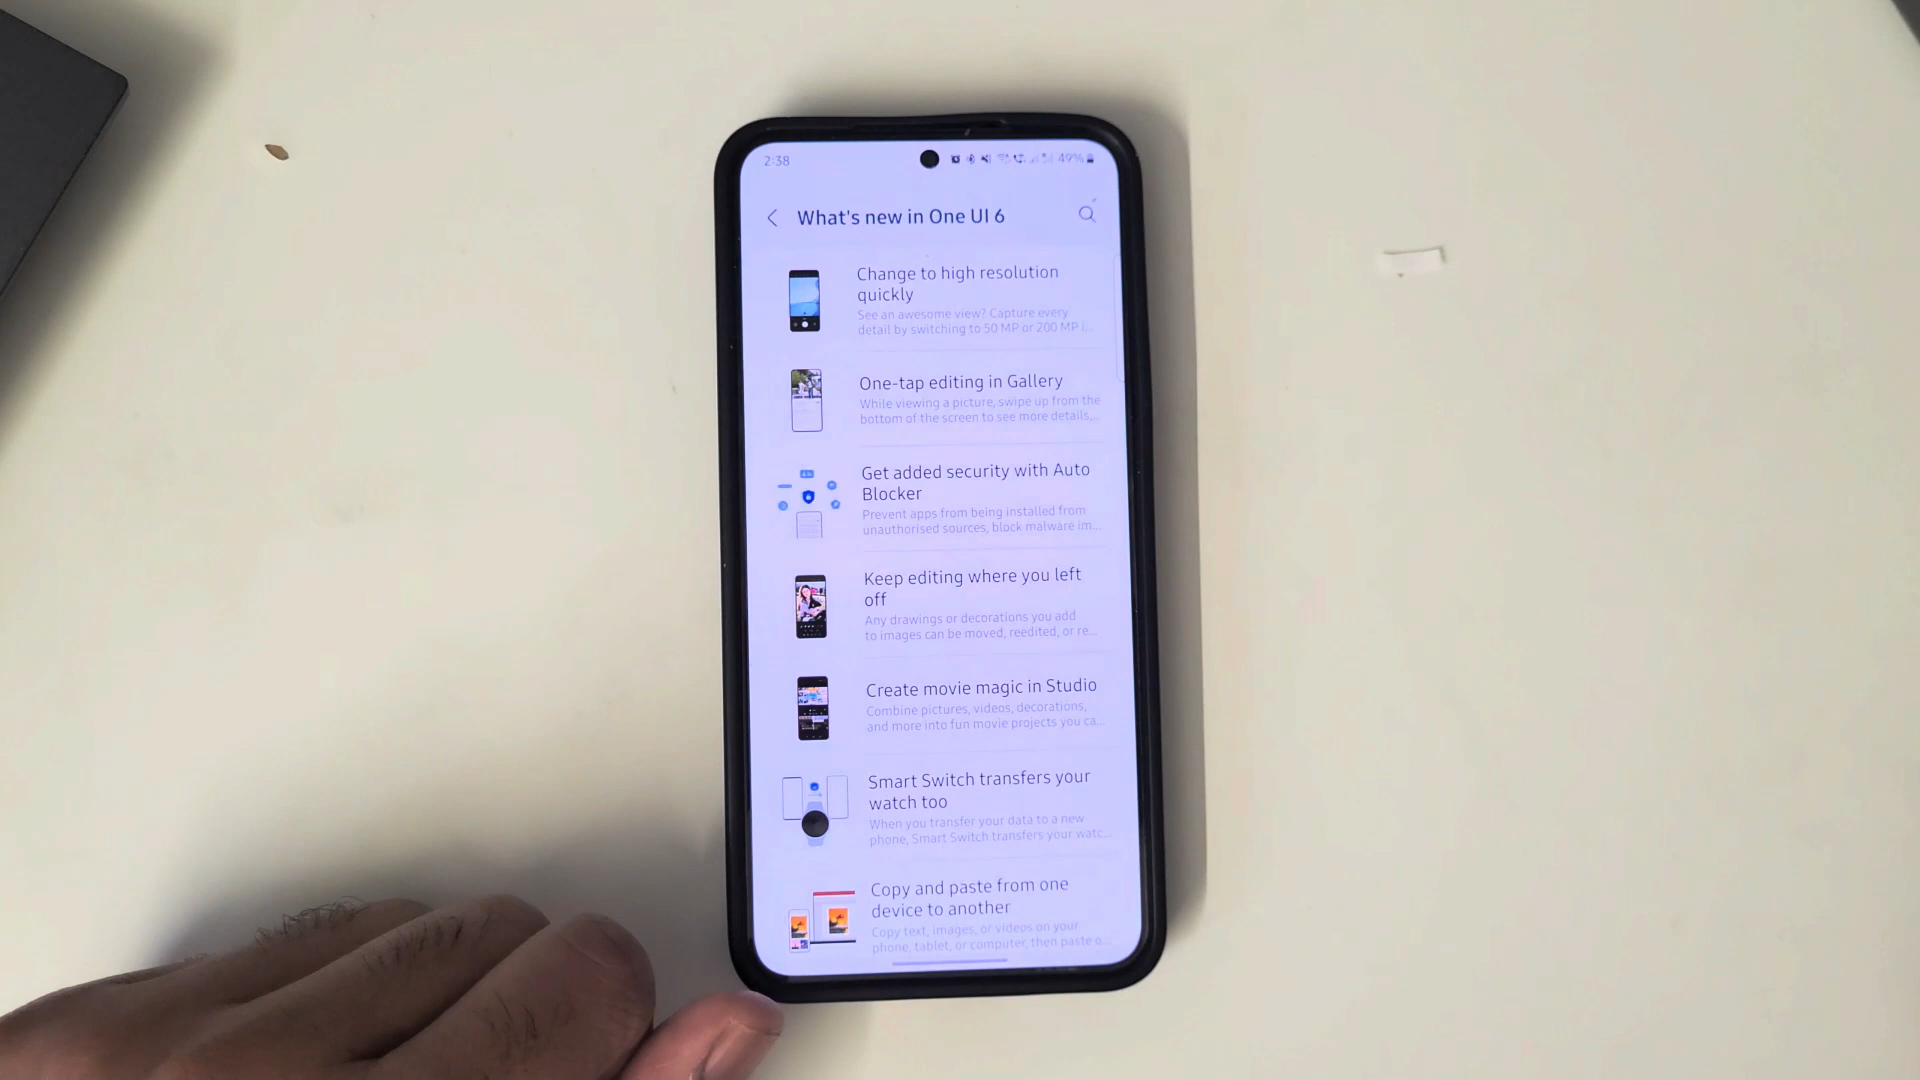 2:38
49%
What's new in One UI 6
Change to high resolution
quickly
See an awesome view? Capture every
detail by switching to 50 MP or 200 MP i...
One-tap editing in Gallery
While viewing a picture, swipe up from the
bottom of the screen to see more details,...
Get added security with Auto
Blocker
Prevent apps from being installed from
unauthorised sources, block malware im...
Keep editing where you left
off
Any drawings or decorations you add
to images can be moved, reedited, or re...
Create movie magic in Studio
Combine pictures, videos, decorations,
and more into fun movie projects you ca...
Smart Switch transfers your
watch too
When you transfer your data to a new
phone, Smart Switch transfers your watc...
Copy and paste from one
device to another
Copy text, images, or videos on your
phone, tablet, or computer, then paste o...